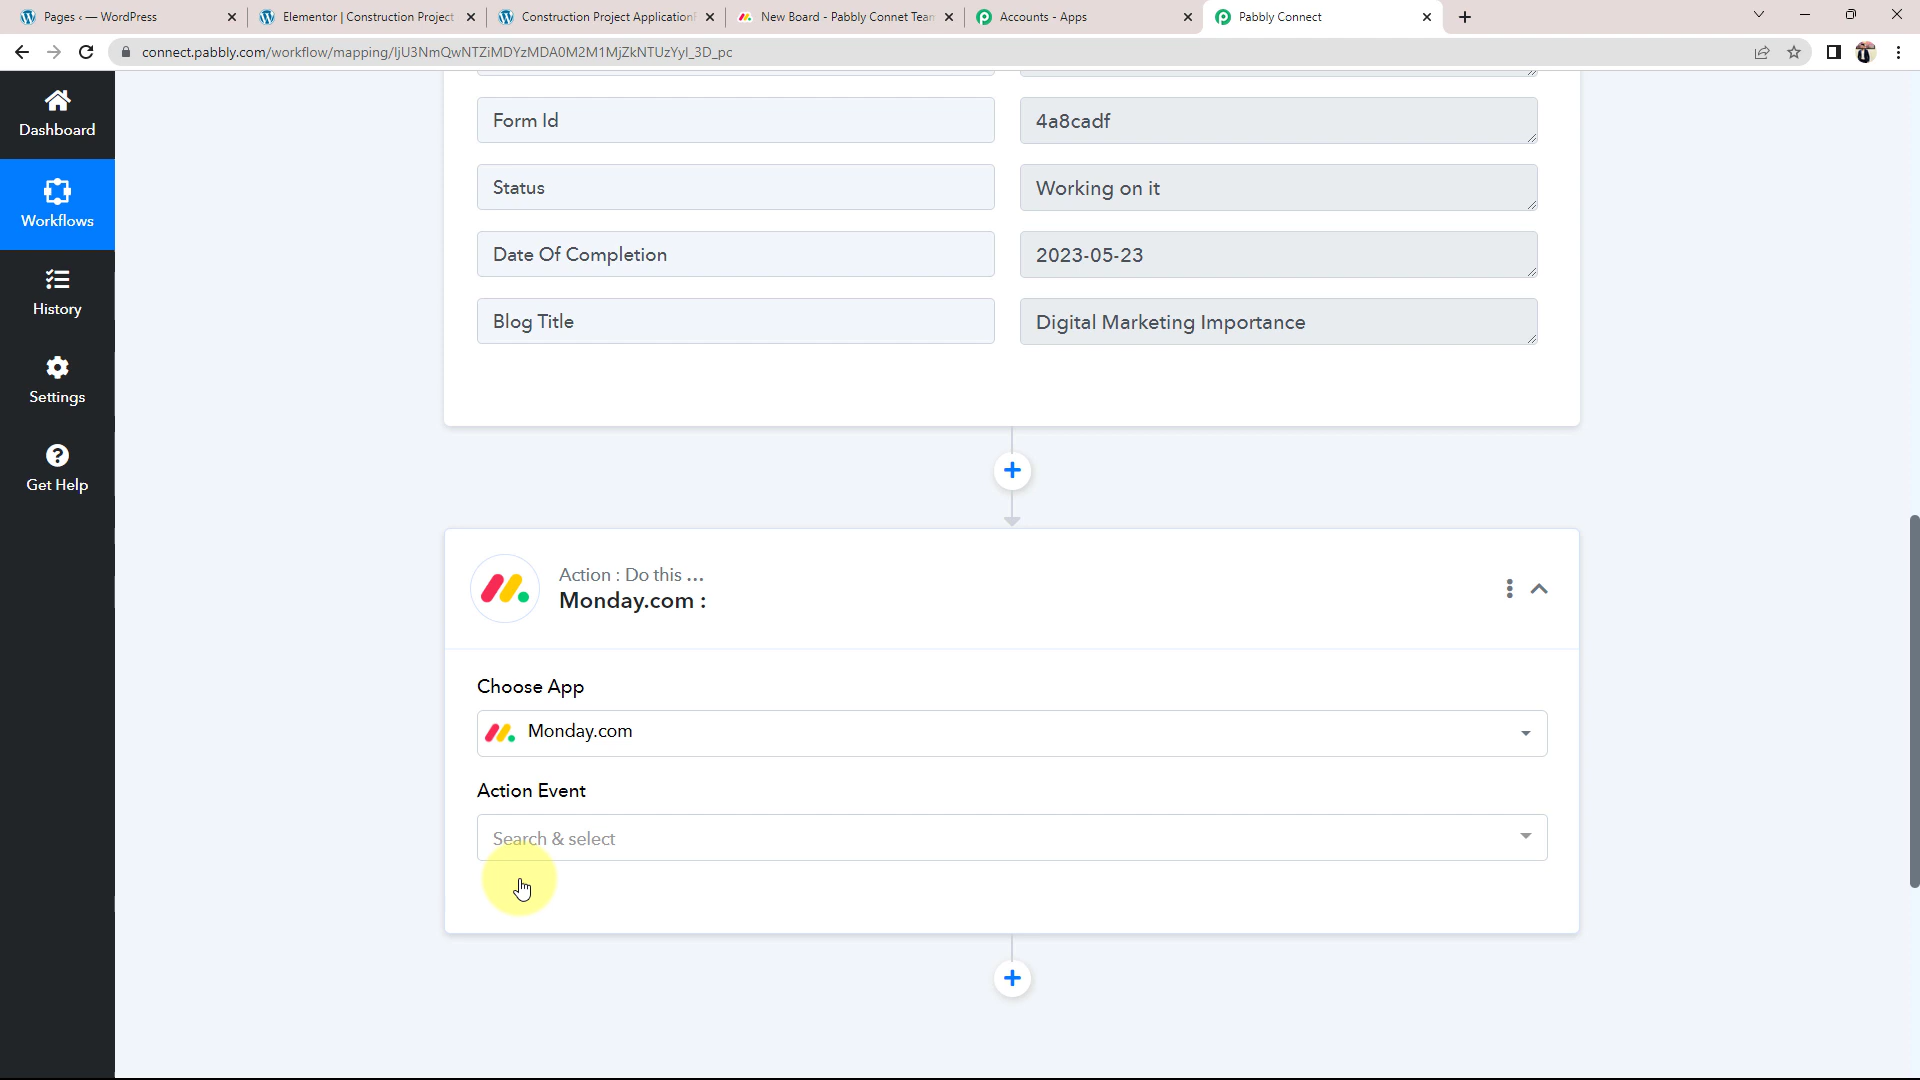 Pages ‹ — WordPress
Elementor | Construction Project
Construction Project Application
New Board - Pabbly Connet Tean
Accounts - Apps
Pabbly Connect
connect.pabbly.com/workflow/mapping/IjU3NmQwNTZiMDYzMDA0M2M1MjZkNTUzYyI_3D_pc
Dashboard
Workflows
History
Settings
Get Help
Form Id
4a8cadf
Status
Working on it
Date Of Completion
2023-05-23
Blog Title
Digital Marketing Importance
Action : Do this ...
Monday.com :
Choose App
Monday.com
Action Event
Search & select